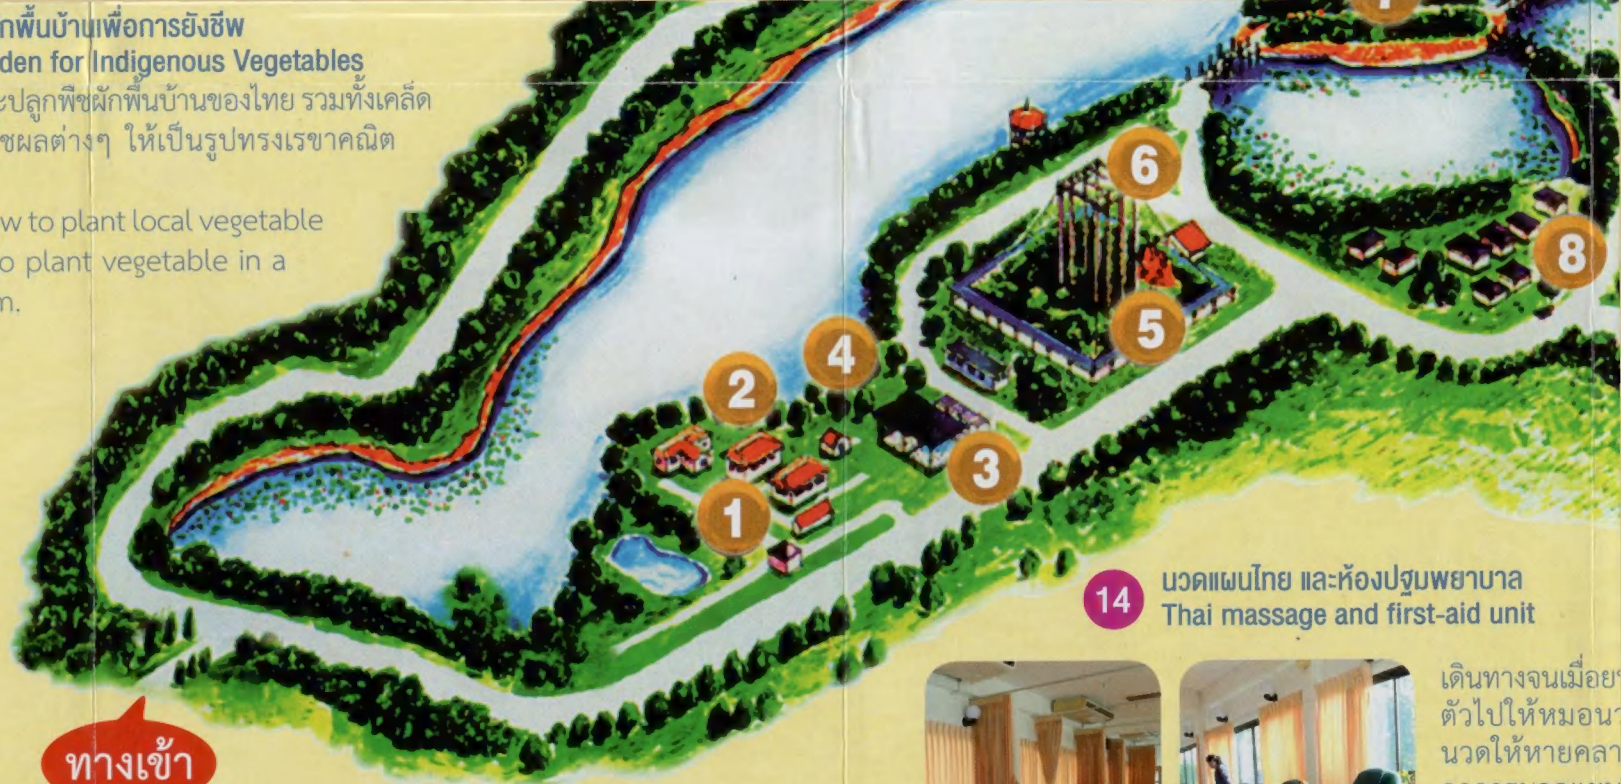 กพื้นบ้านเพื่อการยังชีพ
den for Indigenous Vegetables
ะปลูกพืชผักพื้นบ้านของไทย รวมทั้งเคล็ด
ชผลต่างๆ ให้เป็นรูปทรงเรขาคณิต
w to plant local vegetable
o plant vegetable in a
m.
6
8
5
4
2
3
1
14 นวดแผนไทย และห้องปฐมพยาบาล
Thai massage and first-aid unit
เดินทางจนเมื่อย
ตัวไปให้หมอนว
นวดให้หายคลา
ทางเข้า